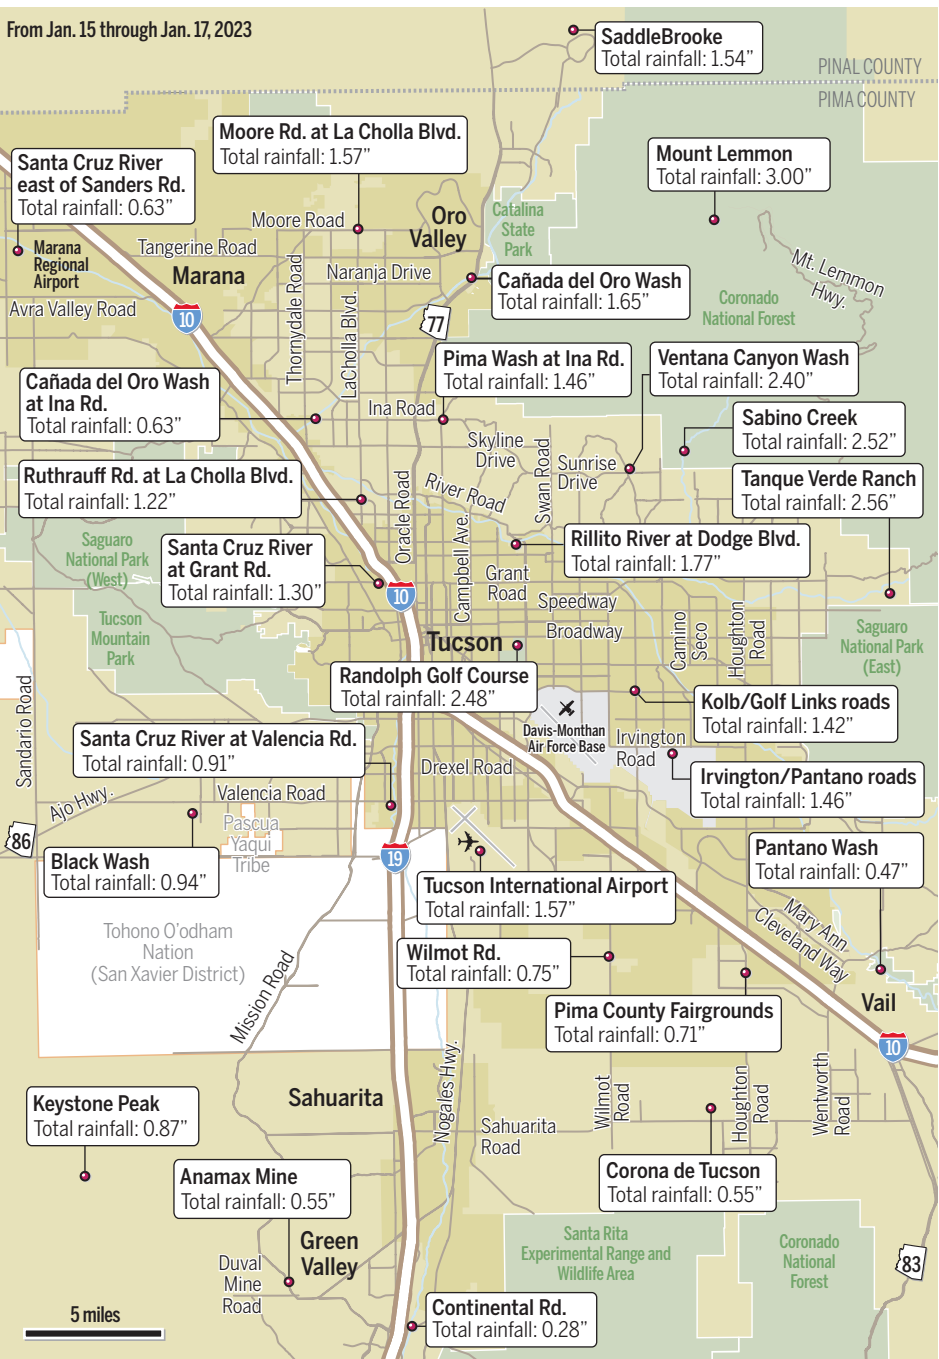 From Jan. 15 through Jan. 17, 2023
SaddleBrooke
Total rainfall: 1.54”
PINAL COUNTY
PIMA COUNTY
Moore Rd. at La Cholla Blvd.
Total rainfall: 1.57”
Santa Cruz River
east of Sanders Rd.
Total rainfall: 0.63”
Mount Lemmon
Total rainfall: 3.00”
Moore Road
Oro
Valley
Catalina
State
Park
Marana
Regional
Airport
Tangerine Road
Marana
Naranja Drive
Cañada del Oro Wash
Total rainfall: 1.65”
Mt. Lemmon
Hwy.
Coronado
National Forest
Avra Valley Road
10
Thornydale Road
LaCholla Blvd.
77
Pima Wash at Ina Rd.
Total rainfall: 1.46”
Ventana Canyon Wash
Total rainfall: 2.40”
Cañada del Oro Wash
at Ina Rd.
Total rainfall: 0.63”
Ina Road
Sabino Creek
Total rainfall: 2.52”
Skyline
Drive
Swan Road
Sunrise
Drive
Ruthrauff Rd. at La Cholla Blvd.
Total rainfall: 1.22”
Oracle Road
River Road
Tanque Verde Ranch
Total rainfall: 2.56”
Saguaro
National Park
(West)
Santa Cruz River
at Grant Rd.
Total rainfall: 1.30”
Campbell Ave.
Rillito River at Dodge Blvd.
Total rainfall: 1.77”
Grant
Road
10
Speedway
Tucson
Mountain
Park
Tucson
Broadway
Camino
Seco
Houghton
Road
Saguaro
National Park
(East)
Randolph Golf Course
Total rainfall: 2.48”
Sandario Road
Kolb/Golf Links roads
Total rainfall: 1.42”
Davis-Monthan
Air Force Base
Irvington
Road
Santa Cruz River at Valencia Rd.
Total rainfall: 0.91”
Drexel Road
Irvington/Pantano roads
Total rainfall: 1.46”
Ajo Hwy.
Valencia Road
86
Pascua
Yaqui
Tribe
Black Wash
Total rainfall: 0.94”
19
Pantano Wash
Total rainfall: 0.47”
Tucson International Airport
Total rainfall: 1.57”
Mary Ann
Cleveland Way
Tohono O’odham
Nation
(San Xavier District)
Mission Road
Wilmot Rd.
Total rainfall: 0.75”
Pima County Fairgrounds
Total rainfall: 0.71”
Vail
10
Nogales Hwy.
Sahuarita
Keystone Peak
Total rainfall: 0.87”
Sahuarita
Road
Wilmot
Road
Houghton
Road
Wentworth
Road
Anamax Mine
Total rainfall: 0.55”
Corona de Tucson
Total rainfall: 0.55”
Green
Valley
Duval
Mine
Road
Santa Rita
Experimental Range and
Wildlife Area
Coronado
National
Forest
83
5 miles
Continental Rd.
Total rainfall: 0.28”